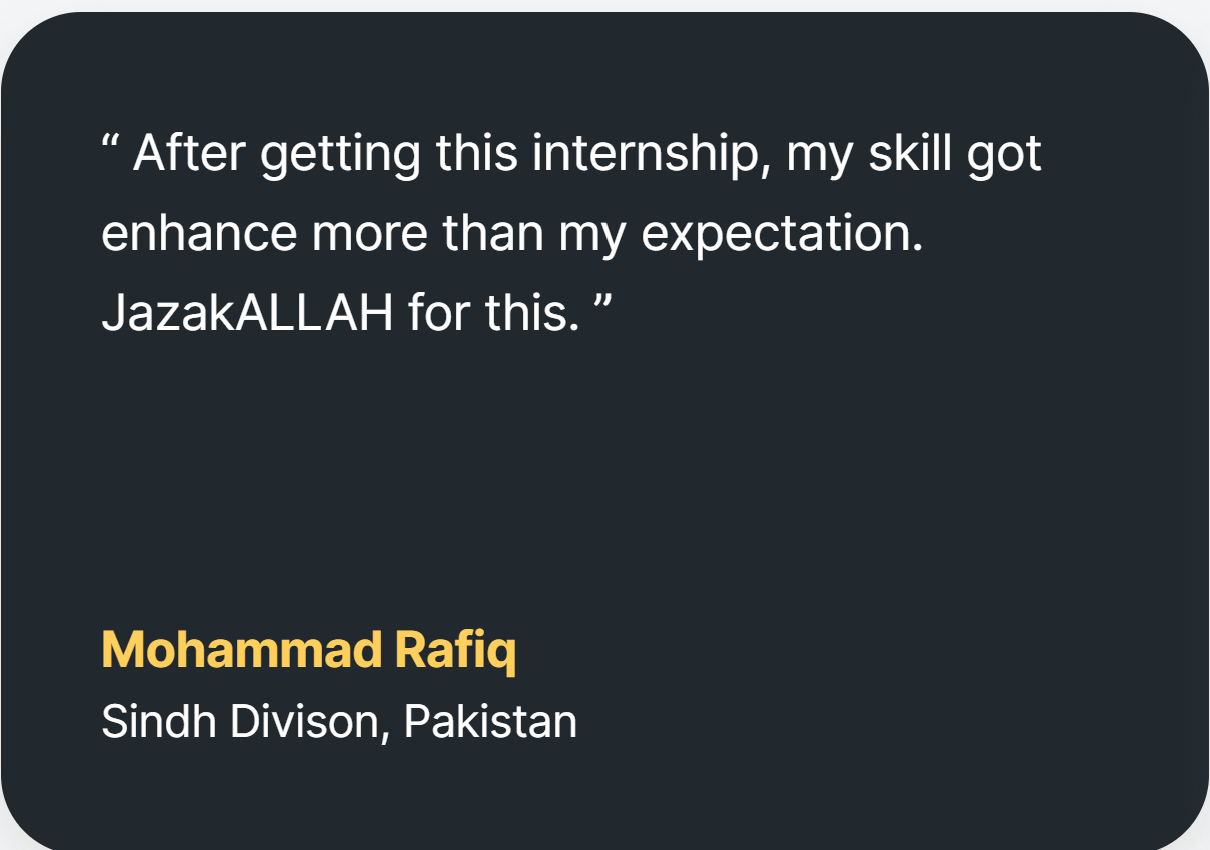 “ After getting this internship, my skill got
enhance more than my expectation.
JazakALLAH for this. ”
Mohammad Rafiq
Sindh Divison, Pakistan